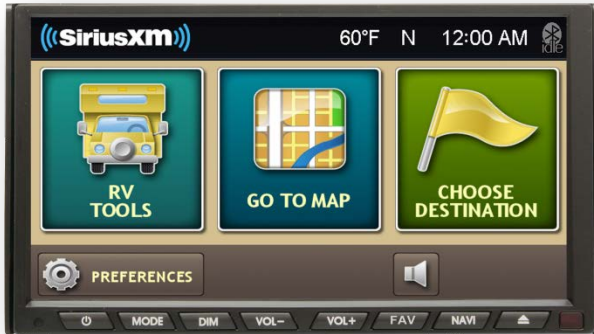 ((SiriusXM)) 60°F N 12:00 AM idle
RV
TOOLS
GO TO MAP
CHOOSE
DESTINATION
PREFERENCES
MODE DIM VOL- VOL+ FAV NAVI